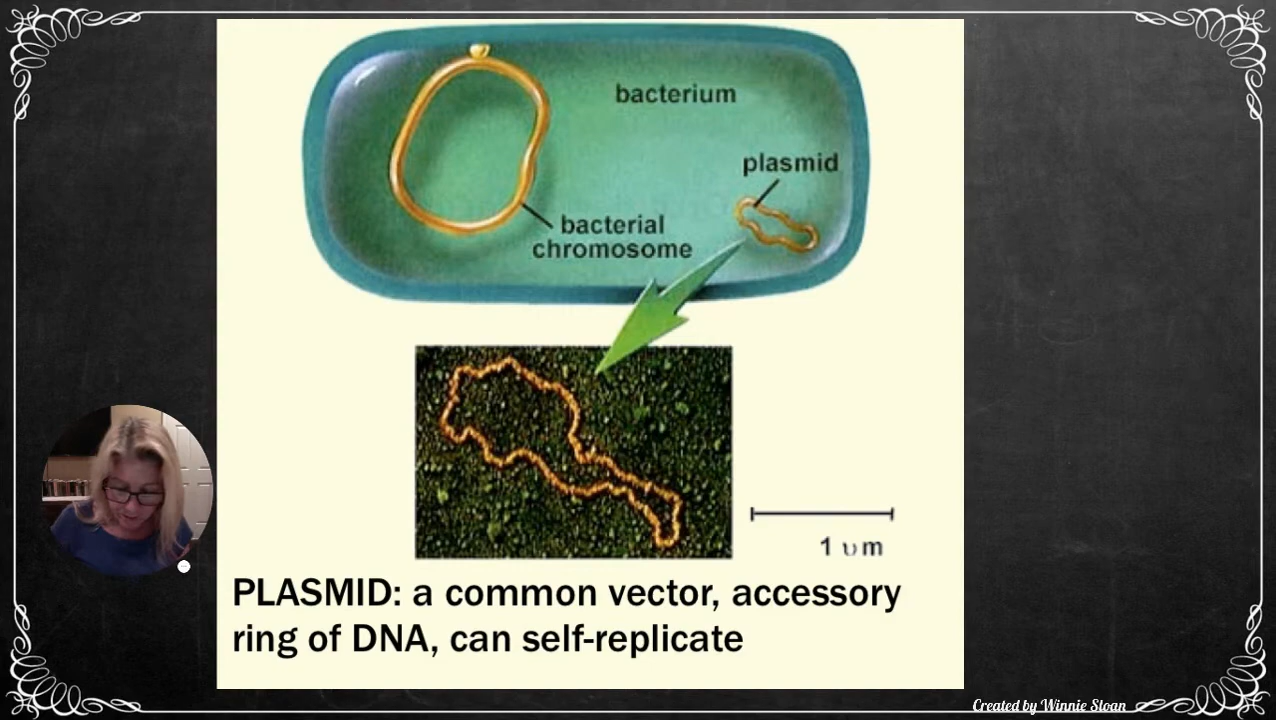 bacterium
plasmid
bacterial
chromosome
1 υm
PLASMID: a common vector, accessory
ring of DNA, can self-replicate
Created by Winnie Sloan